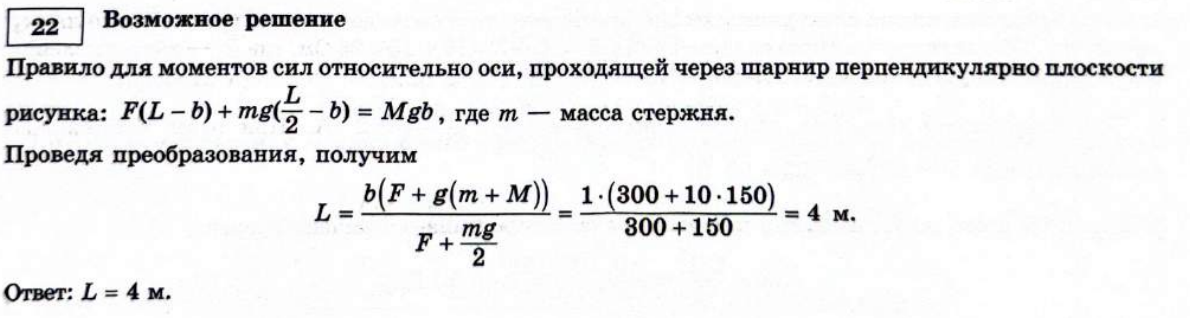 22 Возможное решение
Правило для моментов сил относительно оси, проходящей через шарнир перпендикулярно плоскости
рисунка: F(L – b) + mg(L/2 – b) = Mgb, где m — масса стержня.
Проведя преобразования, получим
L = b(F + g(m + M)) / (F + mg/2) = 1·(300 + 10·150) / (300 + 150) = 4 м.
Ответ: L = 4 м.